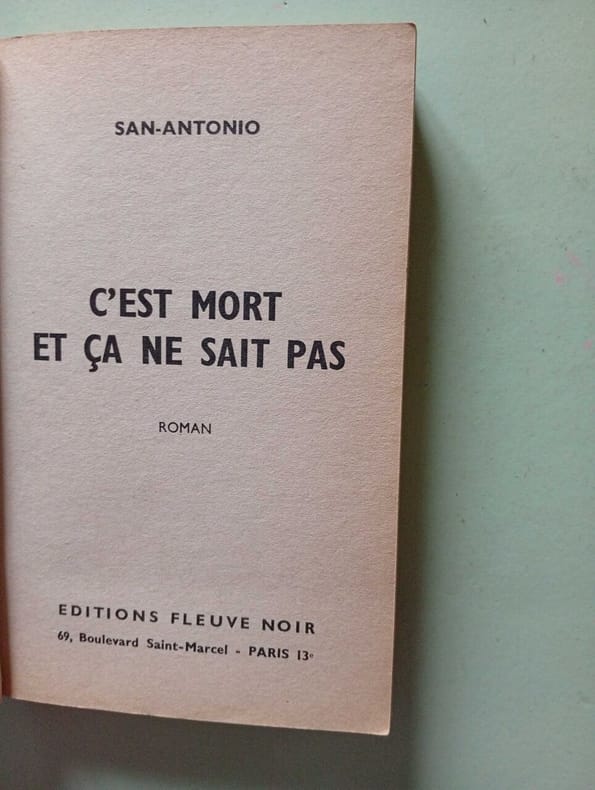 SAN-ANTONIO
C'EST MORT
ET ÇA NE SAIT PAS
ROMAN
EDITIONS FLEUVE NOIR
69, Boulevard Saint-Marcel - PARIS 13e